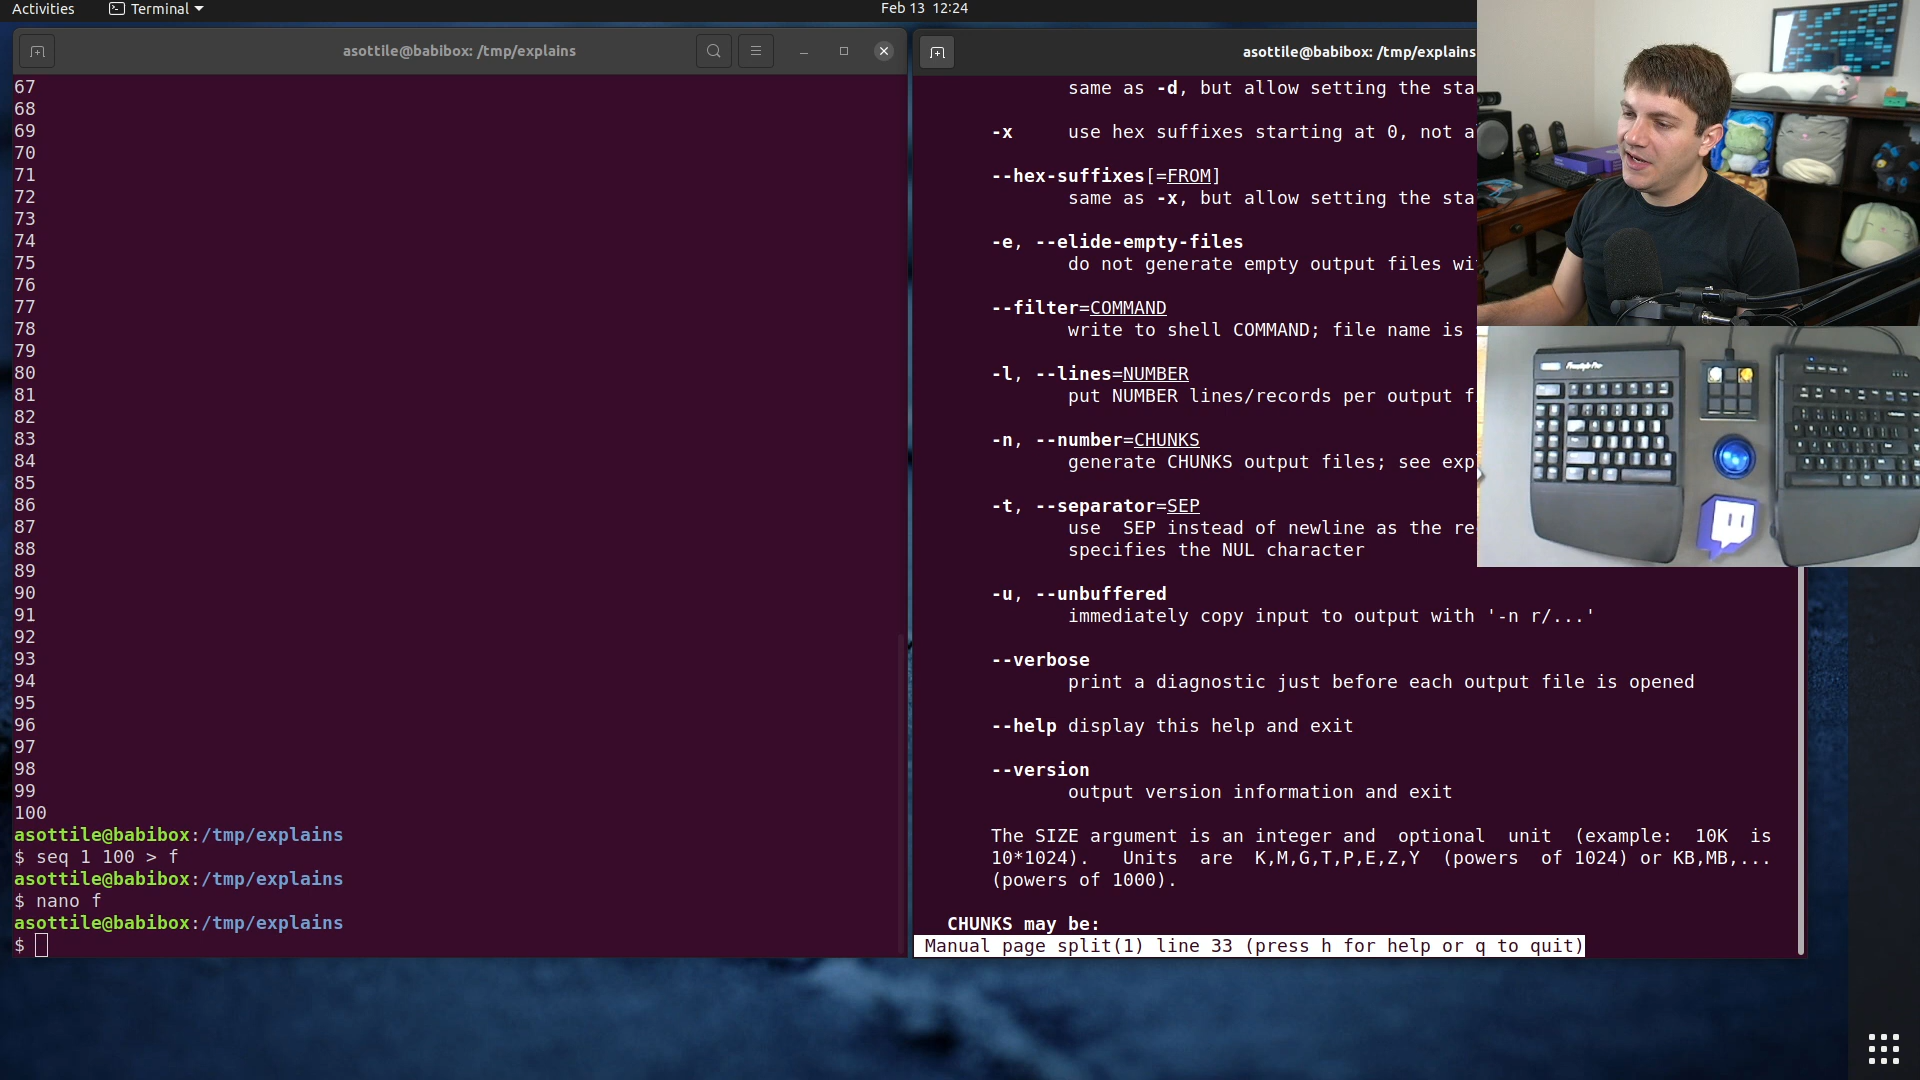 Activities
Terminal
Feb 13 12:24
asottile@babibox: /tmp/explains
67
68
69
70
71
72
73
74
75
76
77
78
79
80
81
82
83
84
85
86
87
88
89
90
91
92
93
94
95
96
97
98
99
100
asottile@babibox:/tmp/explains
$ seq 1 100 > f
asottile@babibox:/tmp/explains
$ nano f
asottile@babibox:/tmp/explains
$
asottile@babibox: /tmp/explains
same as -d, but allow setting the sta
-x use hex suffixes starting at 0, not a
--hex-suffixes[=FROM]
same as -x, but allow setting the sta
-e, --elide-empty-files
do not generate empty output files wi
--filter=COMMAND
write to shell COMMAND; file name is
-l, --lines=NUMBER
put NUMBER lines/records per output f
-n, --number=CHUNKS
generate CHUNKS output files; see exp
-t, --separator=SEP
use SEP instead of newline as the re
specifies the NUL character
-u, --unbuffered
immediately copy input to output with '-n r/...'
--verbose
print a diagnostic just before each output file is opened
--help display this help and exit
--version
output version information and exit
The SIZE argument is an integer and optional unit (example: 10K is
10*1024). Units are K,M,G,T,P,E,Z,Y (powers of 1024) or KB,MB,...
(powers of 1000).
CHUNKS may be:
Manual page split(1) line 33 (press h for help or q to quit)
Freestyle Pro